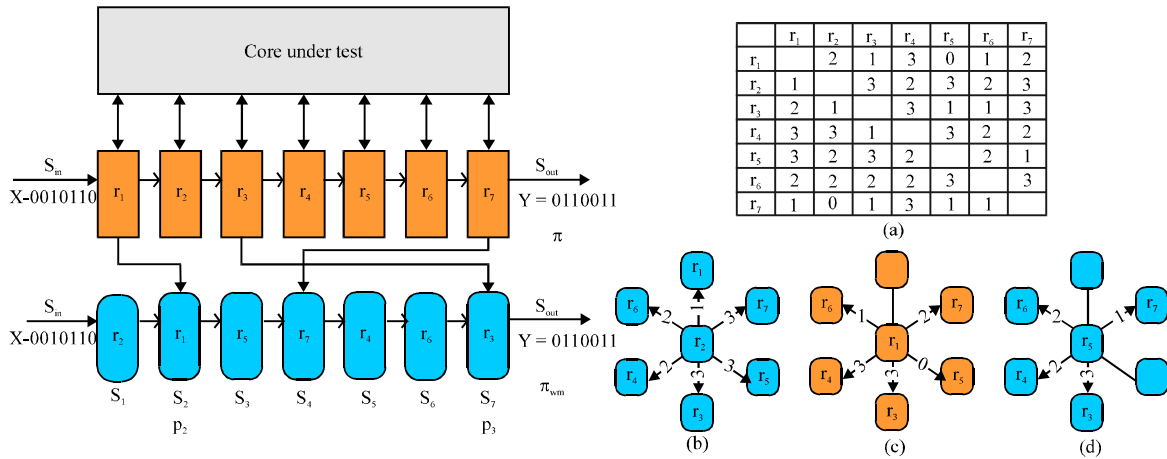 Core under test
S_in
X-0010110
r₁ r₂ r₃ r₄ r₅ r₆ r₇
S_out
Y = 0110011
π
S_in
X-0010110
r₂ r₁ r₅ r₇ r₄ r₆ r₃
S_out
Y = 0110011
π_wm
S₁ S₂ S₃ S₄ S₅ S₆ S₇
p₂ p₃
r₁ r₂ r₃ r₄ r₅ r₆ r₇
r₁ 2 1 3 0 1 2
r₂ 1 3 2 3 2 3
r₃ 2 1 3 1 1 3
r₄ 3 3 1 3 2 2
r₅ 3 2 3 2 2 1
r₆ 2 2 2 2 3 3
r₇ 1 0 1 3 1 1
(a)
r₁
r₆ 2 1 3 r₇
r₂
r₄ 2 3 3 r₅
r₃
(b)
r₆ 1 2 r₇
r₁
r₄ 3 3 0 r₅
r₃
(c)
2 1 r₇
r₅
r₄ 2 3
r₃
(d)